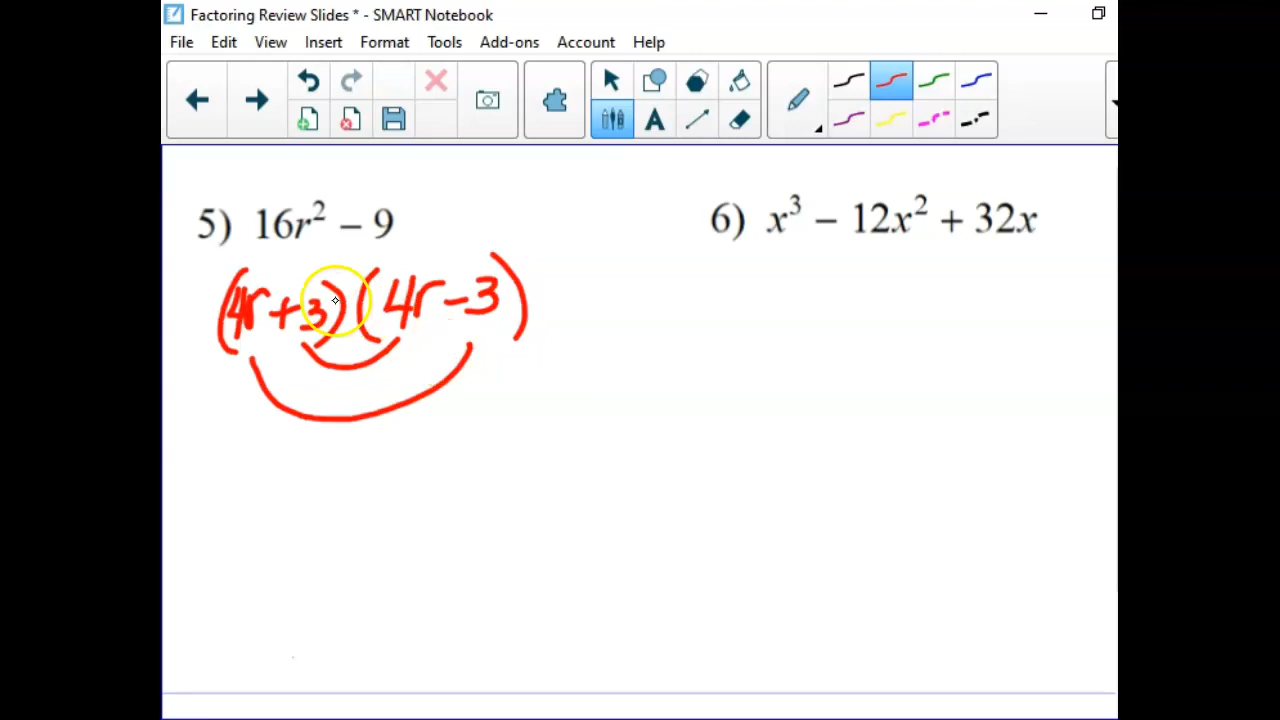 Factoring Review Slides * - SMART Notebook
File Edit View Insert Format Tools Add-ons Account Help
A
5) 16r² − 9
6) x³ − 12x² + 32x
(4r+3)(4r−3)